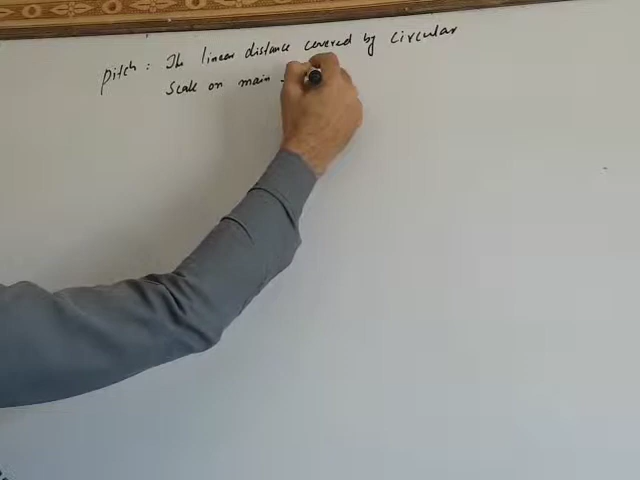 pitch : The linear distance covered by circular
Scale on main